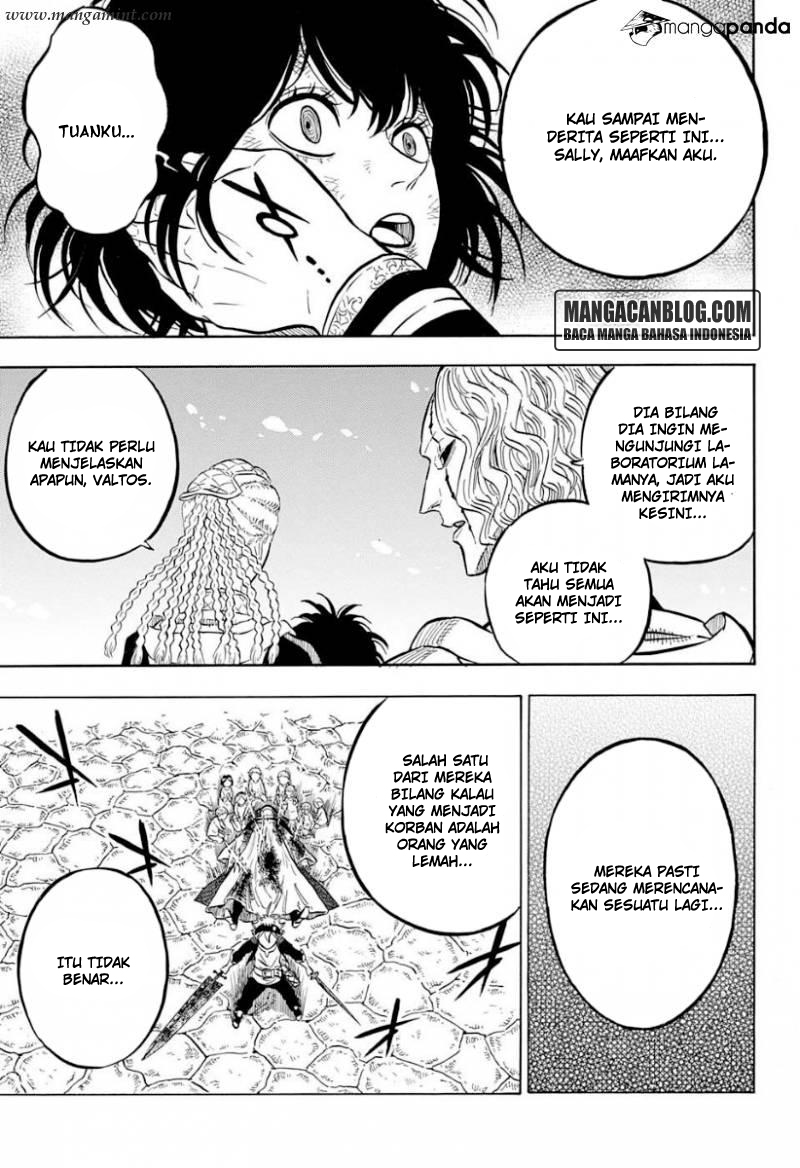 www.mangamint.com
mangapanda
KAU SAMPAI MEN-
DERITA SEPERTI INI...
SALLY, MAAFKAN AKU.
TUANKU...
MANGACANBLOG.COM
BACA MANGA BAHASA INDONESIA
DIA BILANG
DIA INGIN ME-
NGUNJUNGI LA-
BORATORIUM LA-
MANYA, JADI AKU
MENGIRIMNYA
KESINI...
AKU TIDAK
TAHU SEMUA
AKAN MENJADI
SEPERTI INI...
KAU TIDAK PERLU
MENJELASKAN
APAPUN, VALTOS.
MEREKA PASTI
SEDANG MERENCANA-
KAN SESUATU LAGI...
SALAH SATU
DARI MEREKA
BILANG KALAU
YANG MENJADI
KORBAN ADALAH
ORANG YANG
LEMAH...
ITU TIDAK
BENAR...